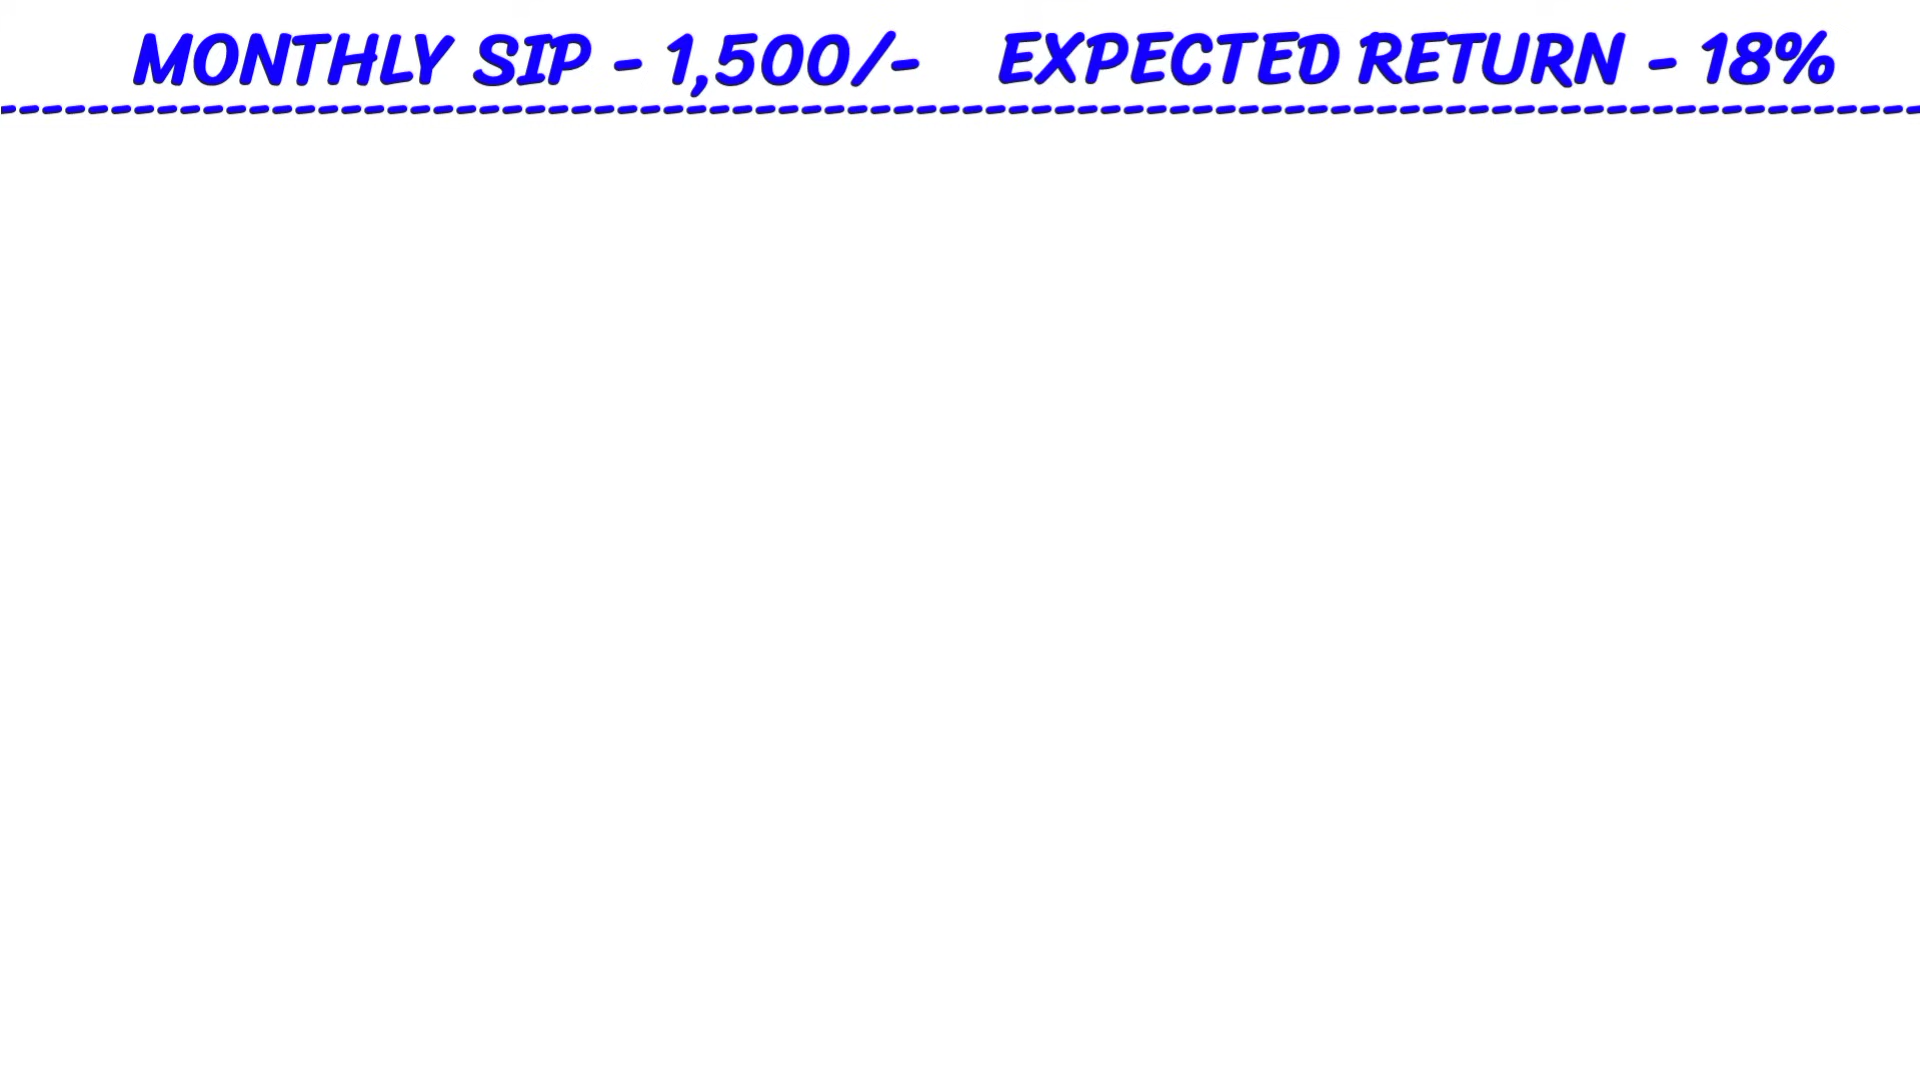 MONTHLY SIP - 1,500/- EXPECTED RETURN - 18%